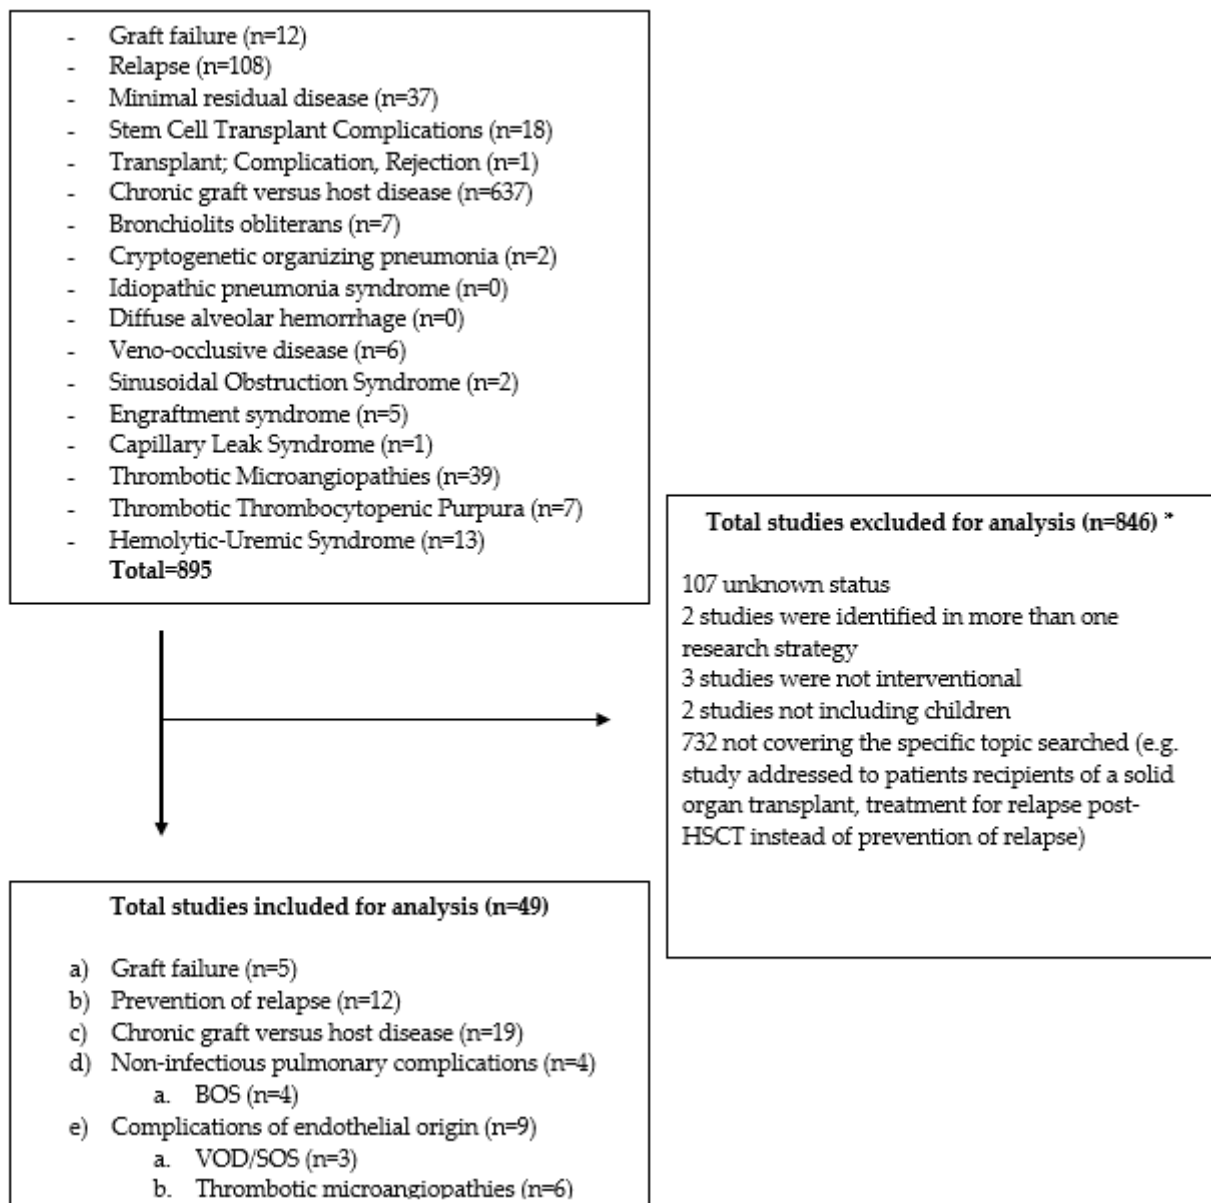 - Graft failure (n=12)
- Relapse (n=108)
- Minimal residual disease (n=37)
- Stem Cell Transplant Complications (n=18)
- Transplant; Complication, Rejection (n=1)
- Chronic graft versus host disease (n=637)
- Bronchiolits obliterans (n=7)
- Cryptogenetic organizing pneumonia (n=2)
- Idiopathic pneumonia syndrome (n=0)
- Diffuse alveolar hemorrhage (n=0)
- Veno-occlusive disease (n=6)
- Sinusoidal Obstruction Syndrome (n=2)
- Engraftment syndrome (n=5)
- Capillary Leak Syndrome (n=1)
- Thrombotic Microangiopathies (n=39)
- Thrombotic Thrombocytopenic Purpura (n=7)
- Hemolytic-Uremic Syndrome (n=13)
Total=895
Total studies excluded for analysis (n=846) *
107 unknown status
2 studies were identified in more than one
research strategy
3 studies were not interventional
2 studies not including children
732 not covering the specific topic searched (e.g.
study addressed to patients recipients of a solid
organ transplant, treatment for relapse post-
HSCT instead of prevention of relapse)
Total studies included for analysis (n=49)
a) Graft failure (n=5)
b) Prevention of relapse (n=12)
c) Chronic graft versus host disease (n=19)
d) Non-infectious pulmonary complications (n=4)
a. BOS (n=4)
e) Complications of endothelial origin (n=9)
a. VOD/SOS (n=3)
b. Thrombotic microangiopathies (n=6)